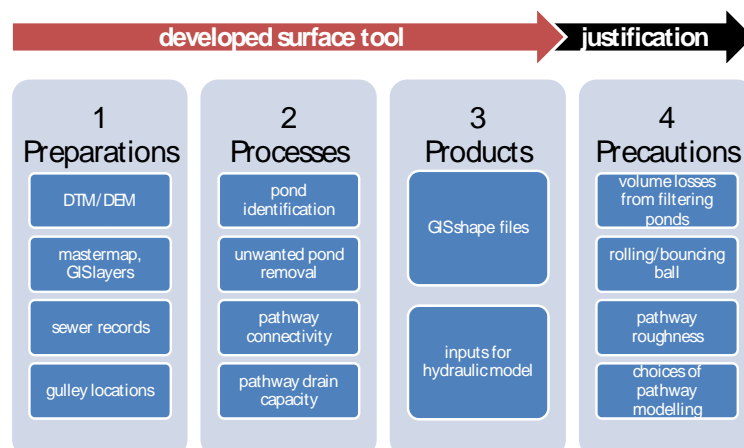 developed surface tool
justification
1
Preparations
DTM/DEM
mastermap,
GISlayers
sewer records
gulley locations
2
Processes
pond
identification
unwanted pond
removal
pathway
connectivity
pathway drain
capacity
3
Products
GISshape files
inputs for
hydraulic model
4
Precautions
volume losses
from filtering
ponds
rolling/bouncing
ball
pathway
roughness
choices of
pathway
modelling